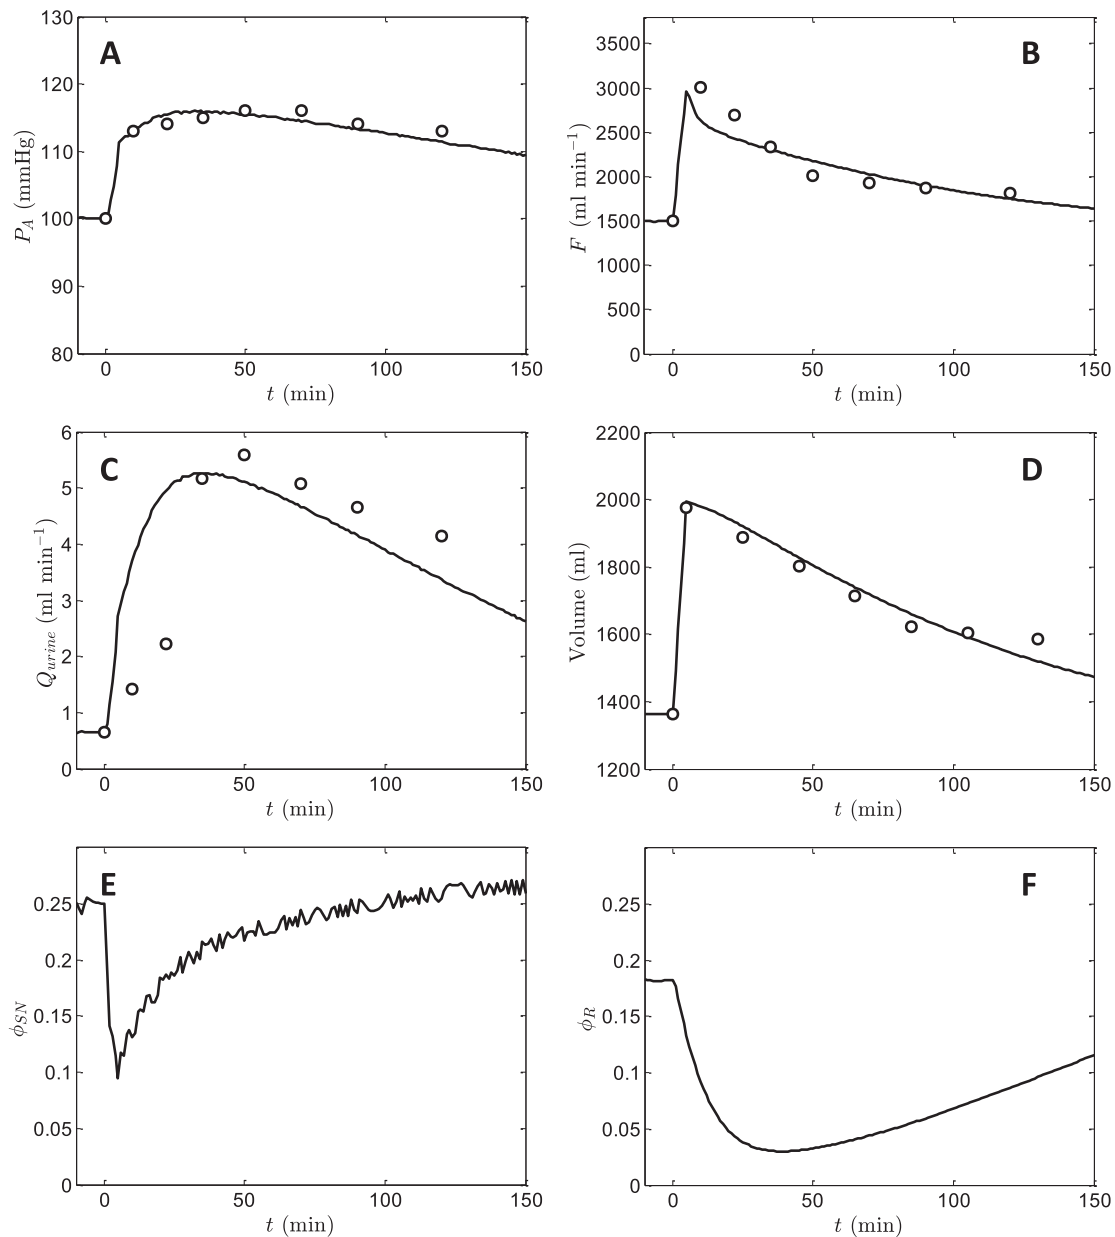 A
130
120
110
100
90
80
P_A (mmHg)
0 50 100 150
t (min)
B
3500
3000
2500
2000
1500
1000
500
0
F (ml min⁻¹)
0 50 100 150
t (min)
C
6
5
4
3
2
1
0
Q_urine (ml min⁻¹)
0 50 100 150
t (min)
D
2200
2000
1800
1600
1400
1200
Volume (ml)
0 50 100 150
t (min)
E
0.25
0.2
0.15
0.1
0.05
0
ϕ_SN
0 50 100 150
t (min)
F
0.25
0.2
0.15
0.1
0.05
0
ϕ_R
0 50 100 150
t (min)